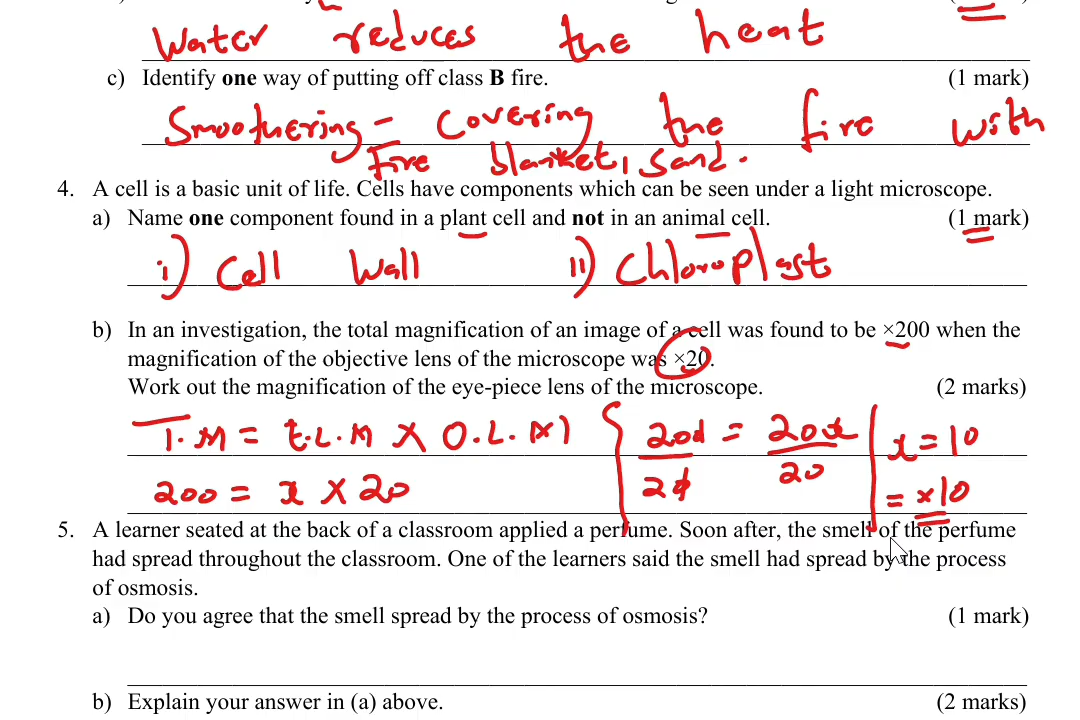 Water reduces the heat
c) Identify one way of putting off class B fire. (1 mark)
Smoothering = Covering the fire with
Fire blanket, sand.
4. A cell is a basic unit of life. Cells have components which can be seen under a light microscope.
a) Name one component found in a plant cell and not in an animal cell. (1 mark)
i) Cell Wall ii) Chloroplast
b) In an investigation, the total magnification of an image of a cell was found to be ×200 when the
magnification of the objective lens of the microscope was ×20.
Work out the magnification of the eye-piece lens of the microscope. (2 marks)
T.M = E.L.M X O.L.M 200 = 20x x = 10
200 = x X 20 20 20 = ×10
5. A learner seated at the back of a classroom applied a perfume. Soon after, the smell of the perfume
had spread throughout the classroom. One of the learners said the smell had spread by the process
of osmosis.
a) Do you agree that the smell spread by the process of osmosis? (1 mark)
b) Explain your answer in (a) above. (2 marks)